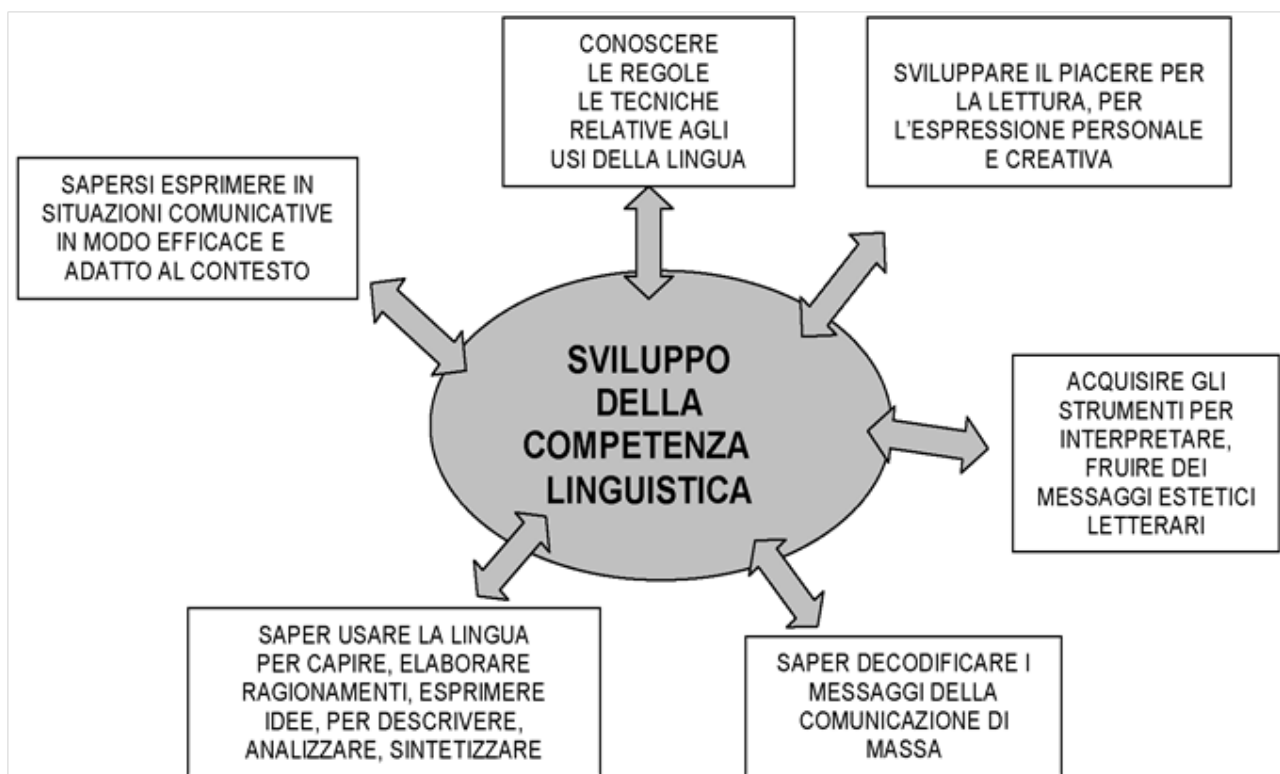 CONOSCERE
LE REGOLE
LE TECNICHE
RELATIVE AGLI
USI DELLA LINGUA
SVILUPPARE IL PIACERE PER
LA LETTURA, PER
L'ESPRESSIONE PERSONALE
E CREATIVA
SAPERSI ESPRIMERE IN
SITUAZIONI COMUNICATIVE
IN MODO EFFICACE E
ADATTO AL CONTESTO
SVILUPPO
DELLA
COMPETENZA
LINGUISTICA
ACQUISIRE GLI
STRUMENTI PER
INTERPRETARE,
FRUIRE DEI
MESSAGGI ESTETICI
LETTERARI
SAPER USARE LA LINGUA
PER CAPIRE, ELABORARE
RAGIONAMENTI, ESPRIMERE
IDEE, PER DESCRIVERE,
ANALIZZARE, SINTETIZZARE
SAPER DECODIFICARE I
MESSAGGI DELLA
COMUNICAZIONE DI
MASSA